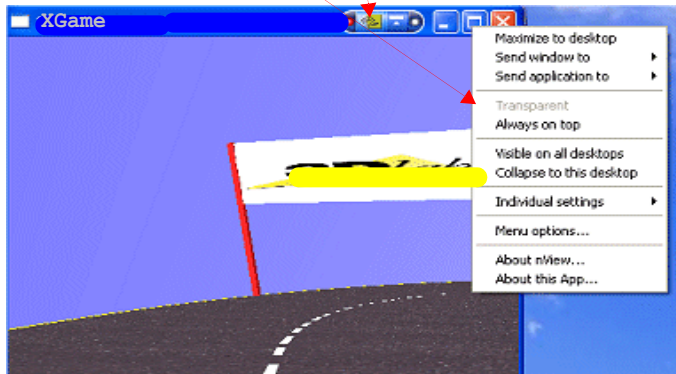 XGame
Maximize to desktop
Send window to
Send application to
Transparent
Always on top
Visible on all desktops
Collapse to this desktop
Individual settings
Menu options...
About nView...
About this App...